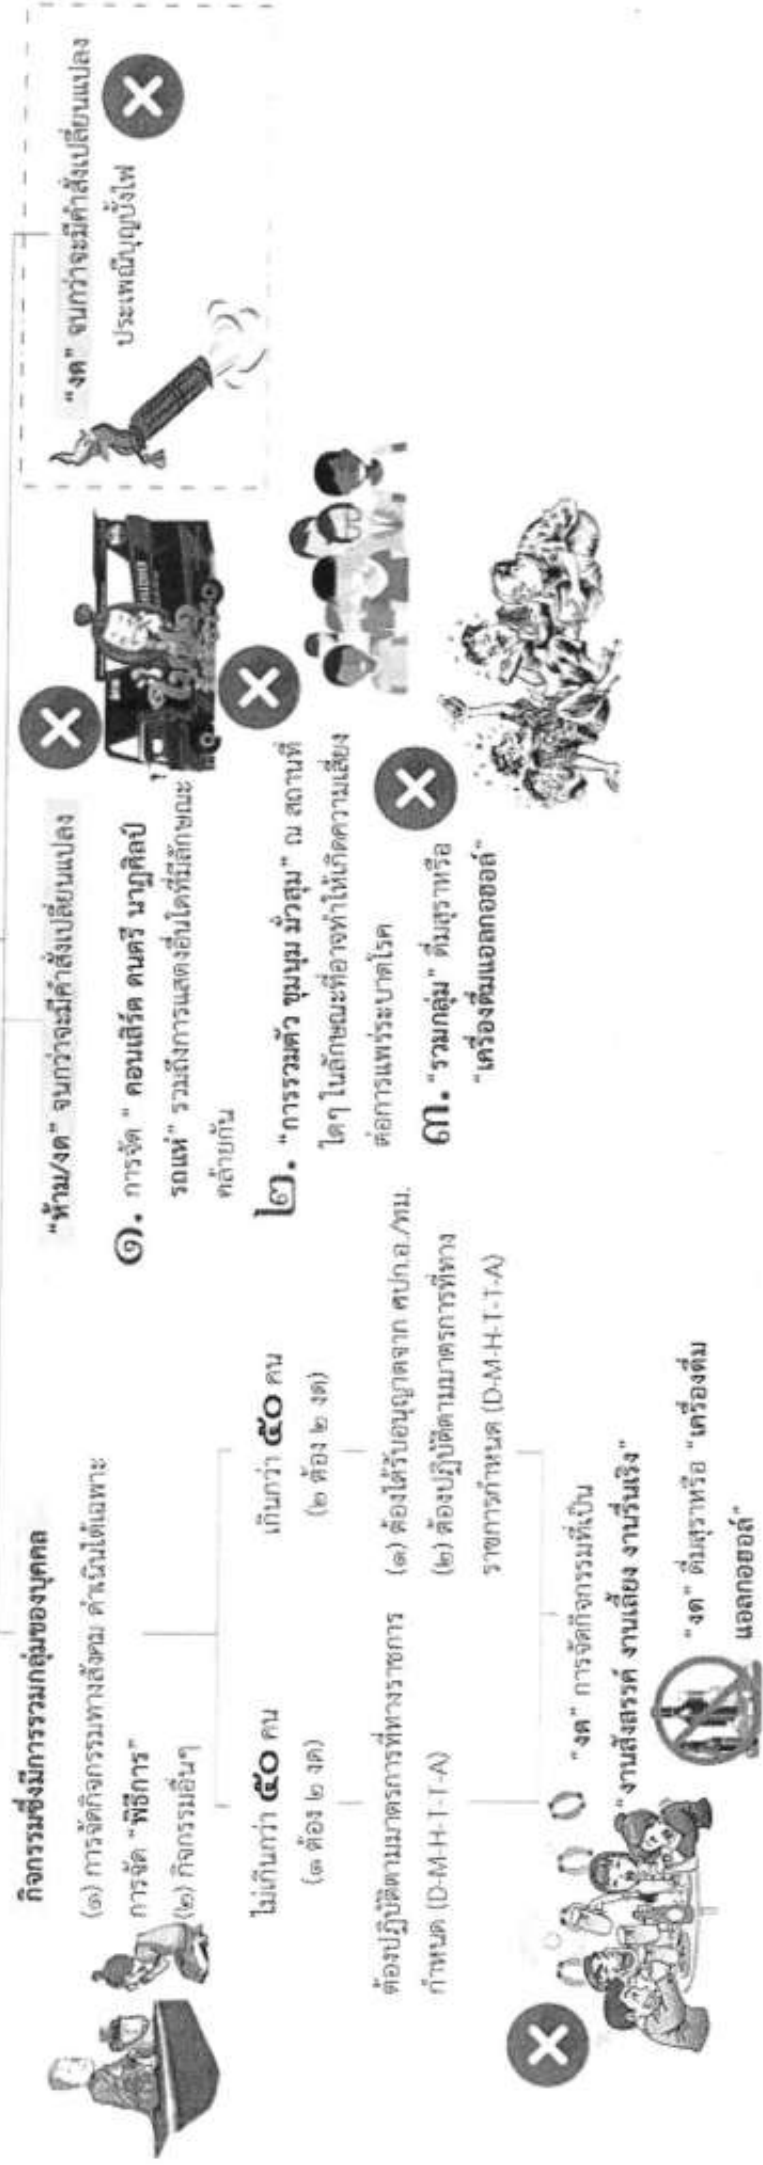 กิจกรรมซึ่งมีการรวมกลุ่มของบุคคล
(๑) การจัดกิจกรรมทางสังคม ดำเนินได้เฉพาะ
การจัด "พิธีการ"
(๒) กิจกรรมอื่นๆ
ไม่เกินกว่า ๕๐ คน
(๑ ต้อง ๒ งด)
ต้องปฏิบัติตามมาตรการที่ทางราชการ
กำหนด (D-M-H-T-T-A)
เกินกว่า ๕๐ คน
(๒ ต้อง ๒ งด)
(๑) ต้องได้รับอนุญาตจาก ศปก.อ./ทม.
(๒) ต้องปฏิบัติตามมาตรการที่ทาง
ราชการกำหนด (D-M-H-T-T-A)
"งด" การจัดกิจกรรมที่เป็น
"งานสังสรรค์ งานเลี้ยง งานรื่นเริง"
"งด" ดื่มสุราหรือ "เครื่องดื่ม
แอลกอฮอล์"
"ห้าม/งด" จนกว่าจะมีคำสั่งเปลี่ยนแปลง
๑. การจัด " คอนเสิร์ต ดนตรี นาฏศิลป์
รถแห่" รวมถึงการแสดงอื่นใดที่มีลักษณะ
คล้ายกัน
๒. "การรวมตัว ชุมนุม มั่วสุม" ณ สถานที่
ใดๆ ในลักษณะที่อาจทำให้เกิดความเสี่ยง
ต่อการแพร่ระบาดโรค
๓. "รวมกลุ่ม" ดื่มสุราหรือ
"เครื่องดื่มแอลกอฮอล์"
"งด" จนกว่าจะมีคำสั่งเปลี่ยนแปลง
ประเพณีบุญบั้งไฟ